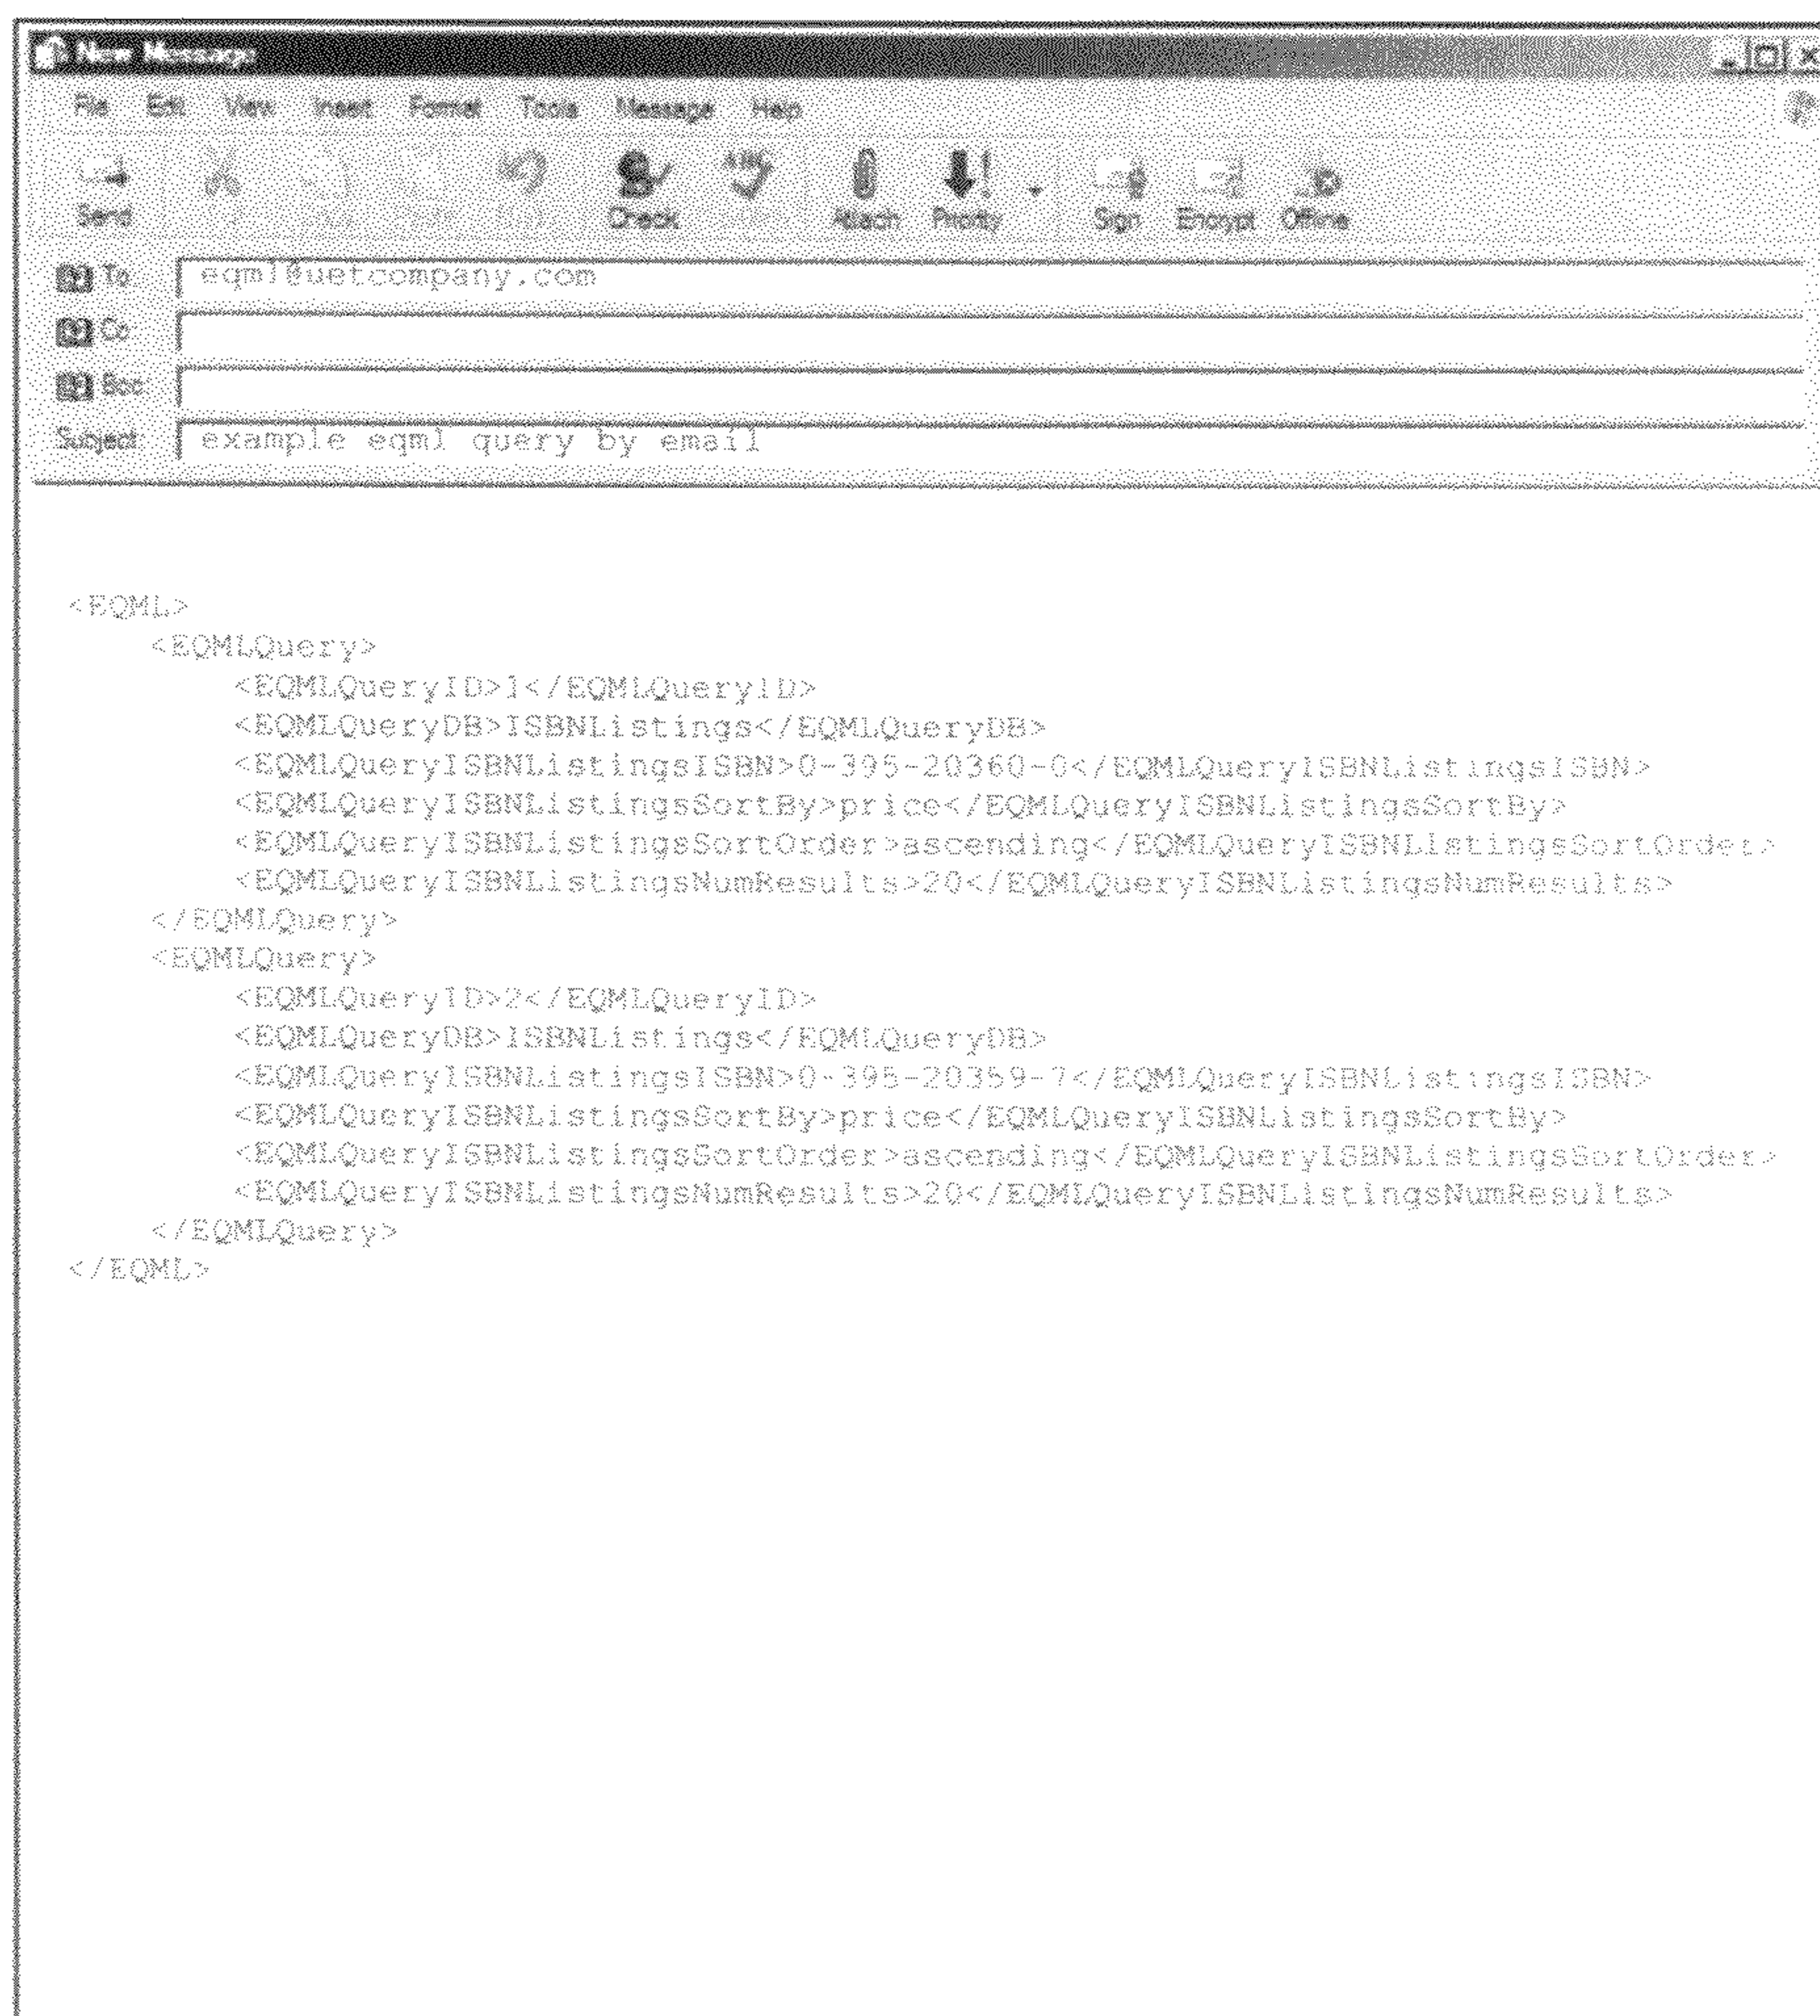 New Message
File Edit View Insert Format Tools Message Help
Send Check Attach Priority Sign Encrypt Offline
To eqml@uetcompany.com
Cc
Bcc
Subject: example eqml query by email
<EQML>
<EQMLQuery>
<EQMLQueryID>1</EQMLQueryID>
<EQMLQueryDB>ISBNListings</EQMLQueryDB>
<EQMLQueryISBNListingsISBN>0-395-20360-0</EQMLQueryISBNListingsISBN>
<EQMLQueryISBNListingsSortBy>price</EQMLQueryISBNListingsSortBy>
<EQMLQueryISBNListingsSortOrder>ascending</EQMLQueryISBNListingsSortOrder>
<EQMLQueryISBNListingsNumResults>20</EQMLQueryISBNListingsNumResults>
</EQMLQuery>
<EQMLQuery>
<EQMLQueryID>2</EQMLQueryID>
<EQMLQueryDB>ISBNListings</EQMLQueryDB>
<EQMLQueryISBNListingsISBN>0-395-20359-7</EQMLQueryISBNListingsISBN>
<EQMLQueryISBNListingsSortBy>price</EQMLQueryISBNListingsSortBy>
<EQMLQueryISBNListingsSortOrder>ascending</EQMLQueryISBNListingsSortOrder>
<EQMLQueryISBNListingsNumResults>20</EQMLQueryISBNListingsNumResults>
</EQMLQuery>
</EQML>